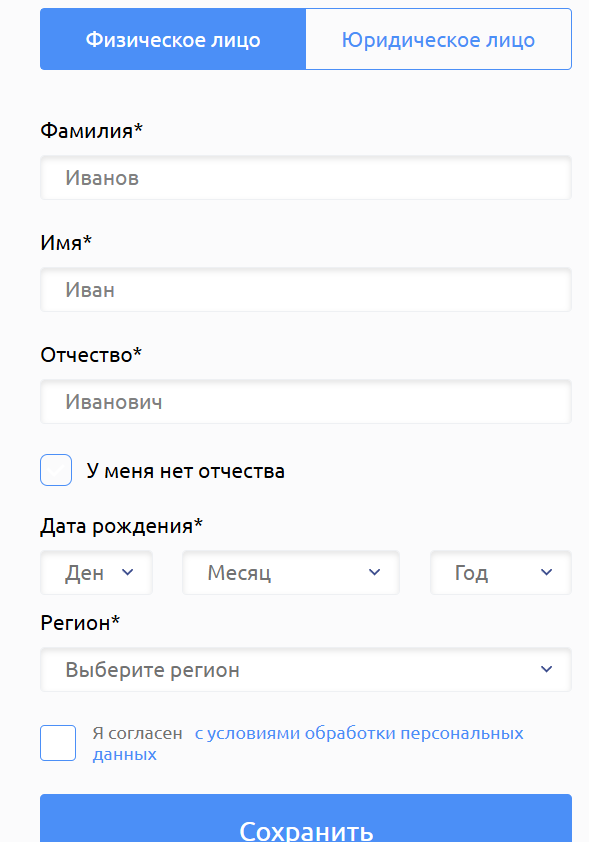 Физическое лицо Юридическое лицо
Фамилия*
Иванов
Имя*
Иван
Отчество*
Иванович
У меня нет отчества
Дата рождения*
Ден Месяц Год
Регион*
Выберите регион
Я согласен с условиями обработки персональных
данных
Сохранить